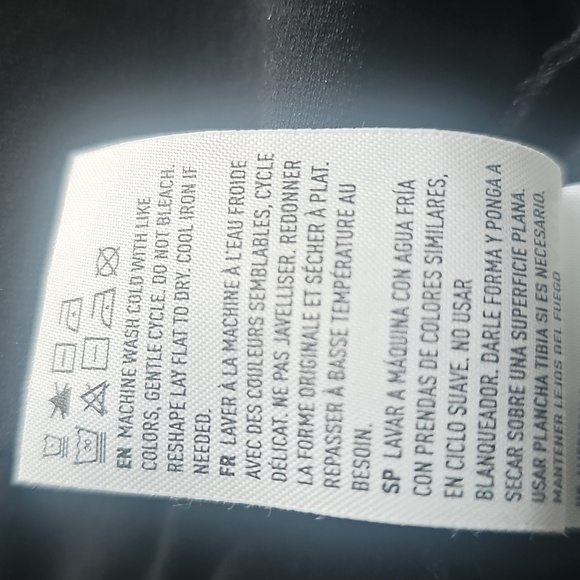 EN MACHINE WASH COLD WITH LIKE
COLORS, GENTLE CYCLE. DO NOT BLEACH.
RESHAPE LAY FLAT TO DRY. COOL IRON IF
NEEDED.
FR LAVER À LA MACHINE À L'EAU FROIDE
AVEC DES COULEURS SEMBLABLES, CYCLE
DÉLICAT. NE PAS JAVELLISER. REDONNER
LA FORME ORIGINALE ET SÉCHER À PLAT.
REPASSER À BASSE TEMPÉRATURE AU
BESOIN.
SP LAVAR A MÁQUINA CON AGUA FRÍA
CON PRENDAS DE COLORES SIMILARES,
EN CICLO SUAVE. NO USAR
BLANQUEADOR. DARLE FORMA Y PONGA A
SECAR SOBRE UNA SUPERFICIE PLANA.
USAR PLANCHA TIBIA SI ES NECESARIO.
MANTENER LEJOS DEL FUEGO